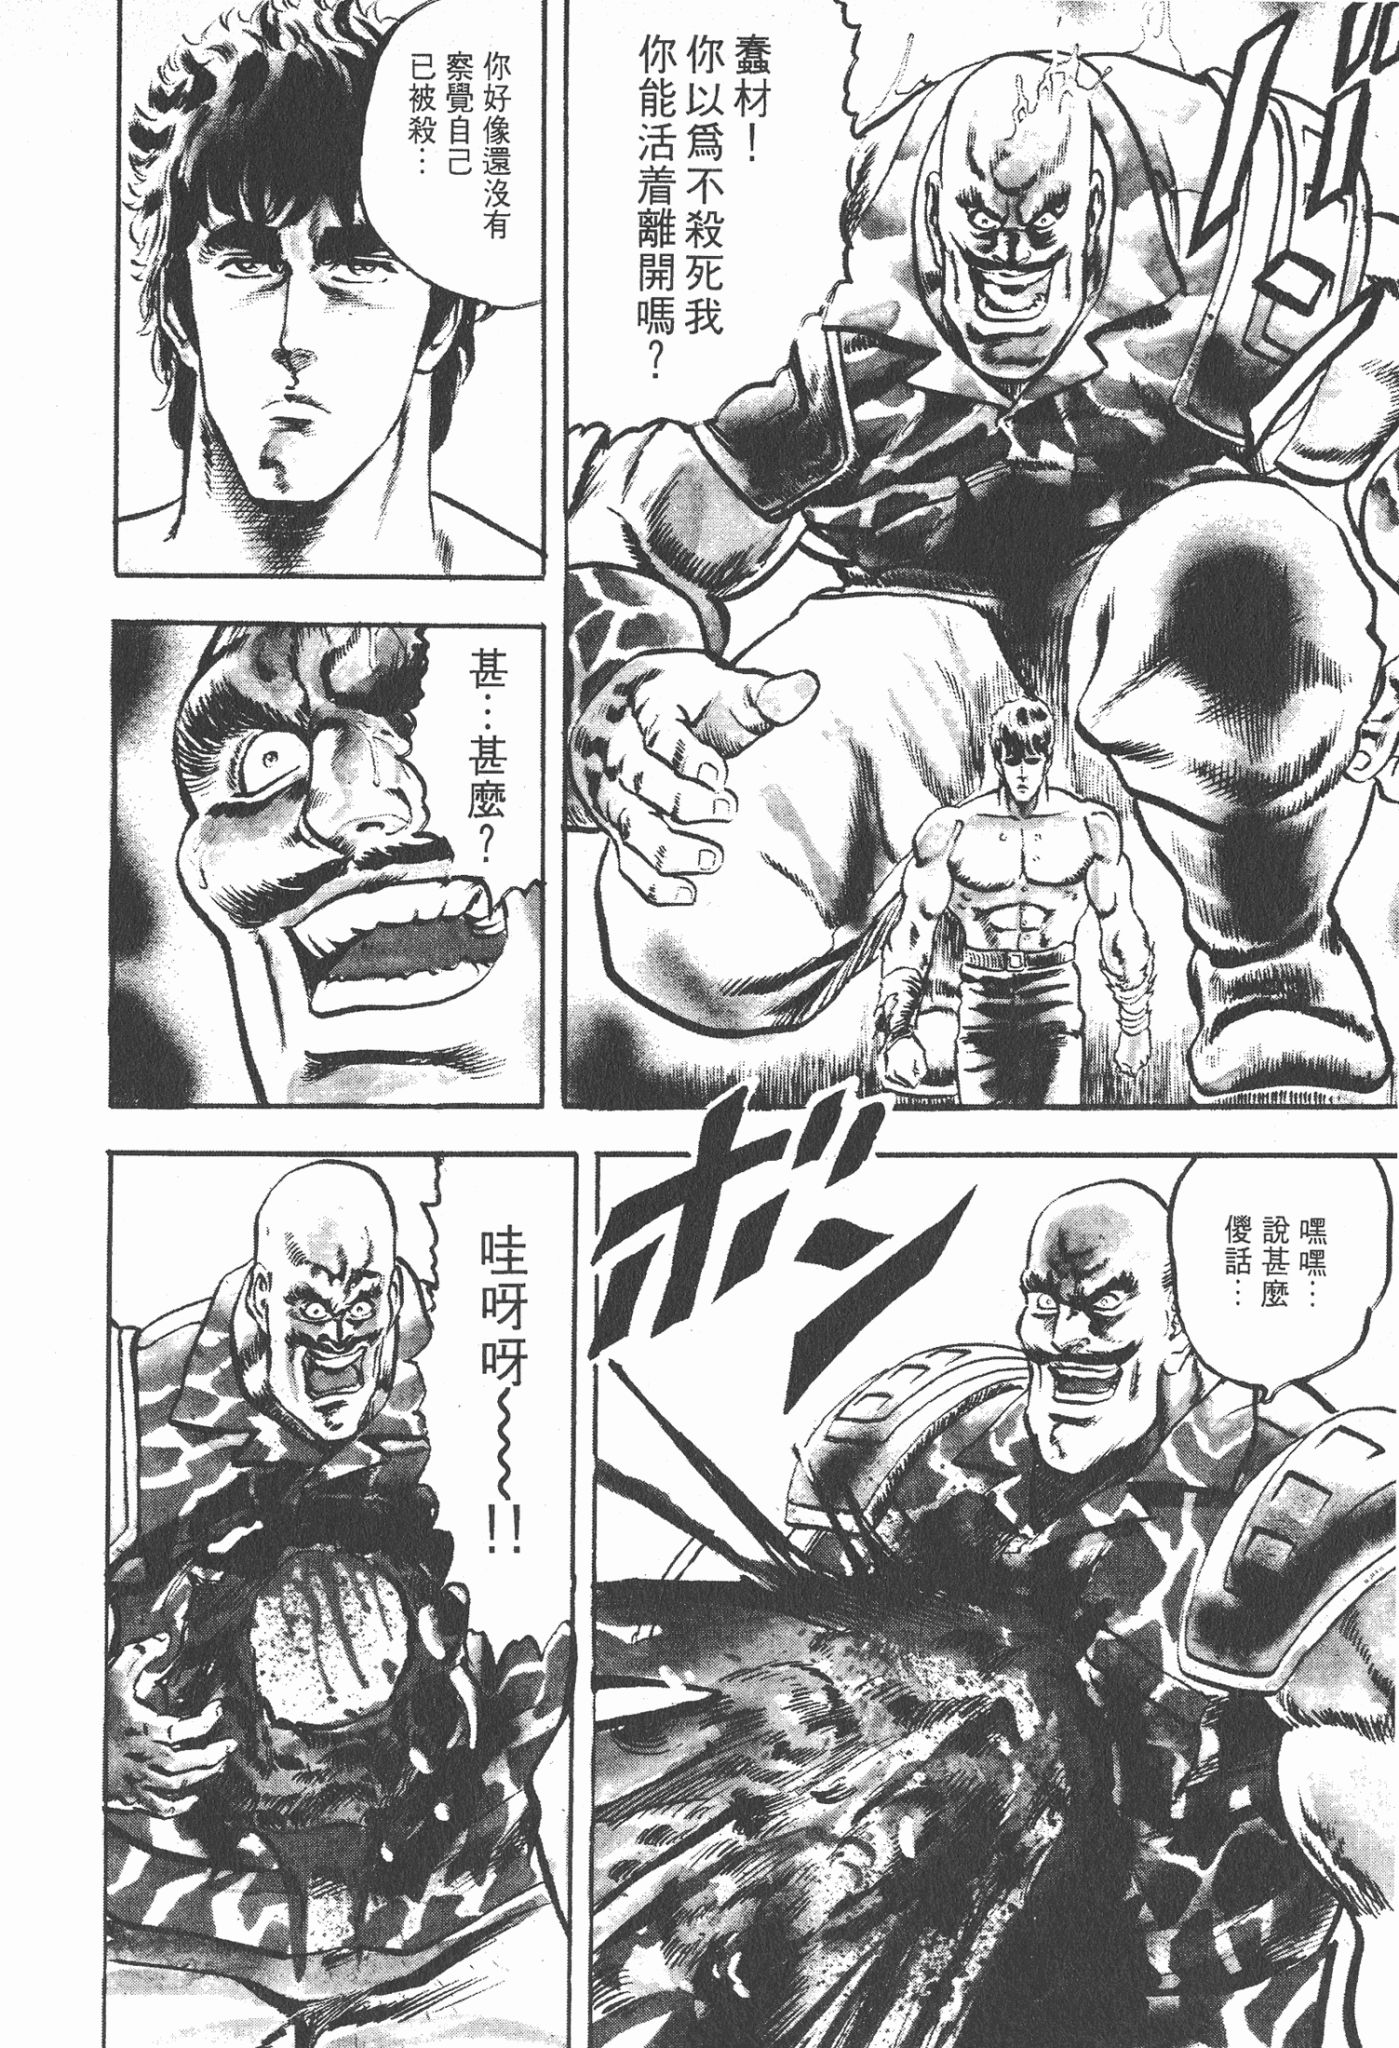 蠢材！
你以爲不殺死我
你能活着離開嗎？
你好像還沒有
察覺自己
已被殺…
甚…甚麼？
嘿嘿…
說甚麼
傻話…
ボン
哇呀呀～～～!!